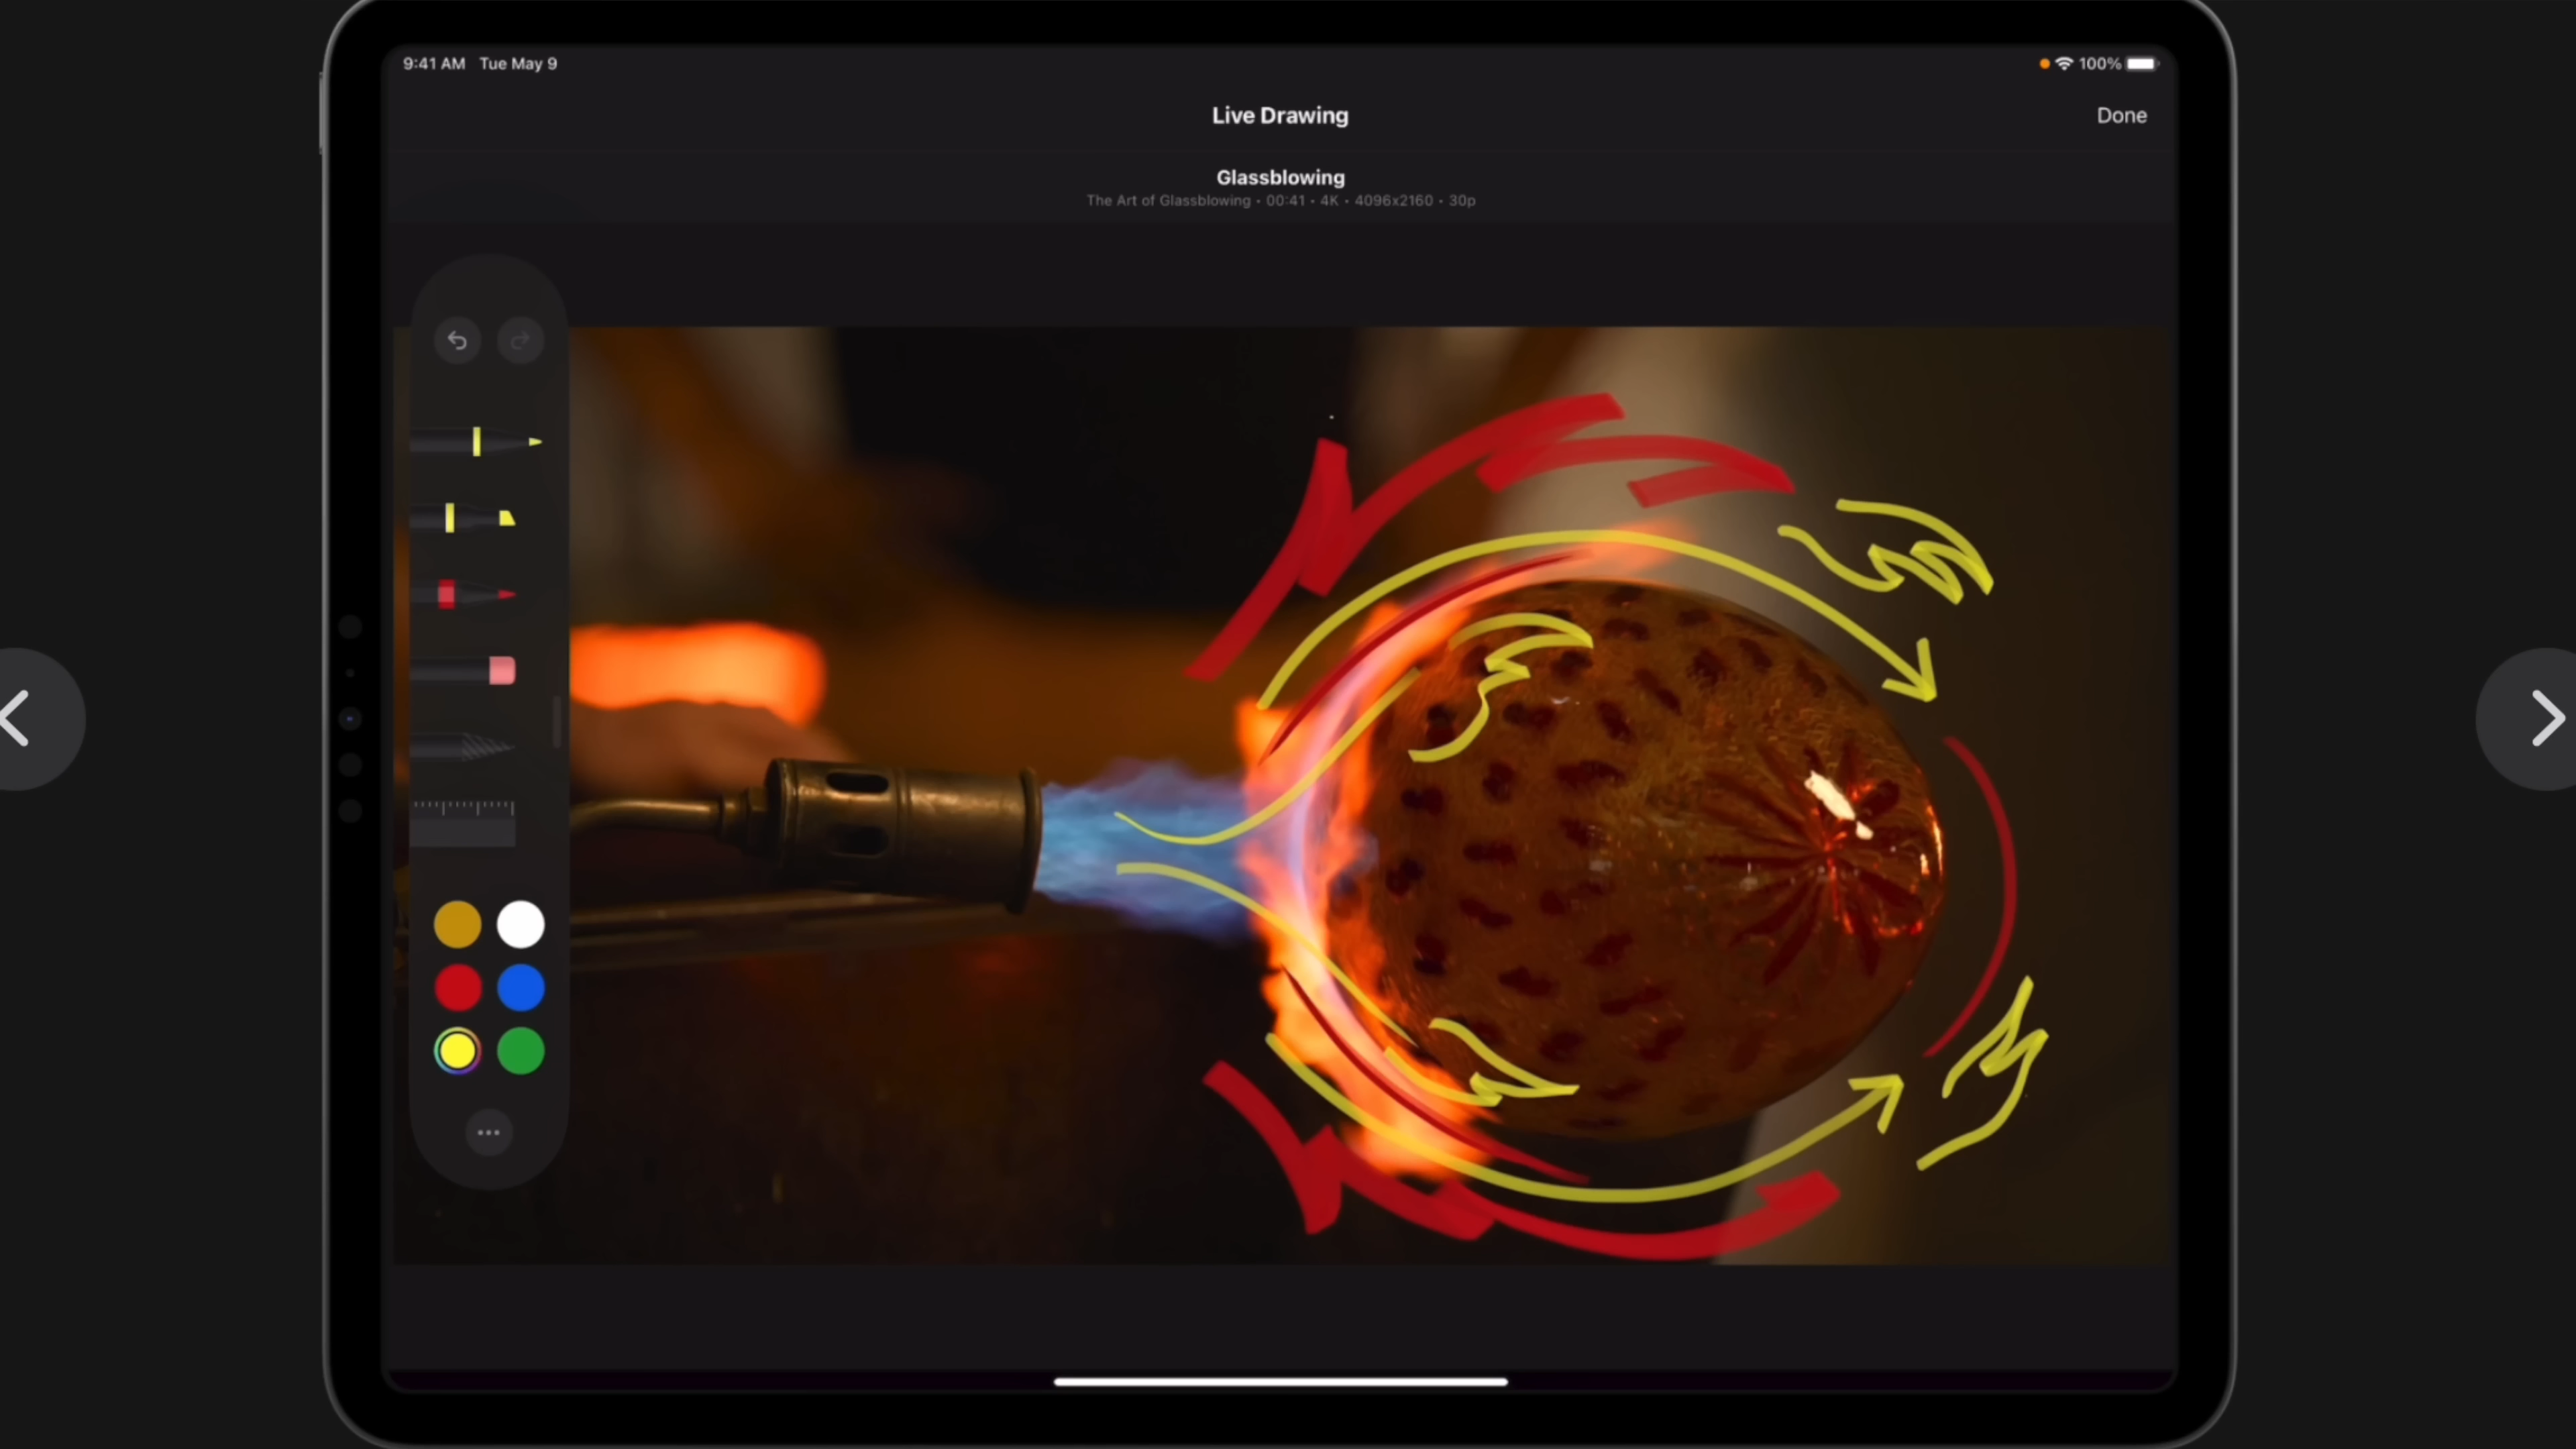 9:41 AM Tue May 9
100%
Live Drawing
Done
Glassblowing
The Art of Glassblowing • 00:41 • 4K • 4096x2160 • 30p